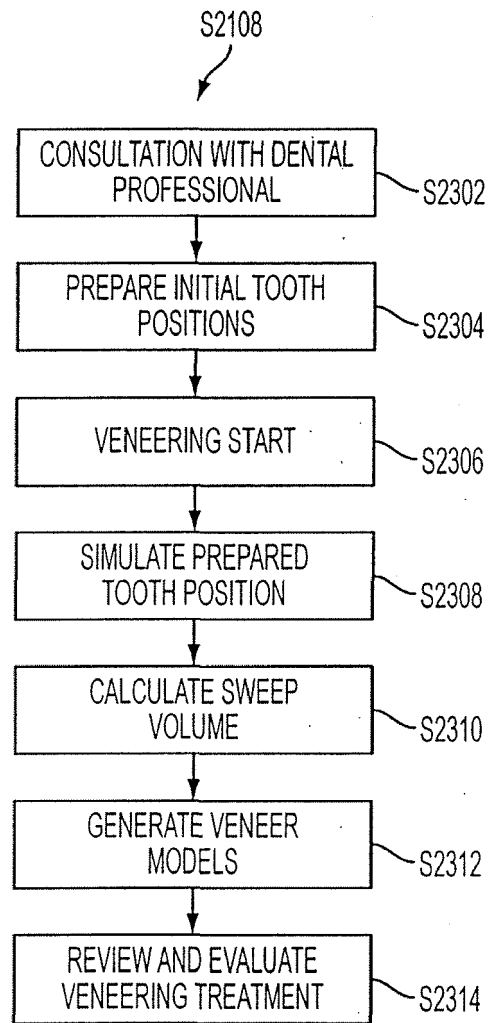 S2108
CONSULTATION WITH DENTAL
PROFESSIONAL
S2302
PREPARE INITIAL TOOTH
POSITIONS
S2304
VENEERING START
S2306
SIMULATE PREPARED
TOOTH POSITION
S2308
CALCULATE SWEEP
VOLUME
S2310
GENERATE VENEER
MODELS
S2312
REVIEW AND EVALUATE
VENEERING TREATMENT
S2314